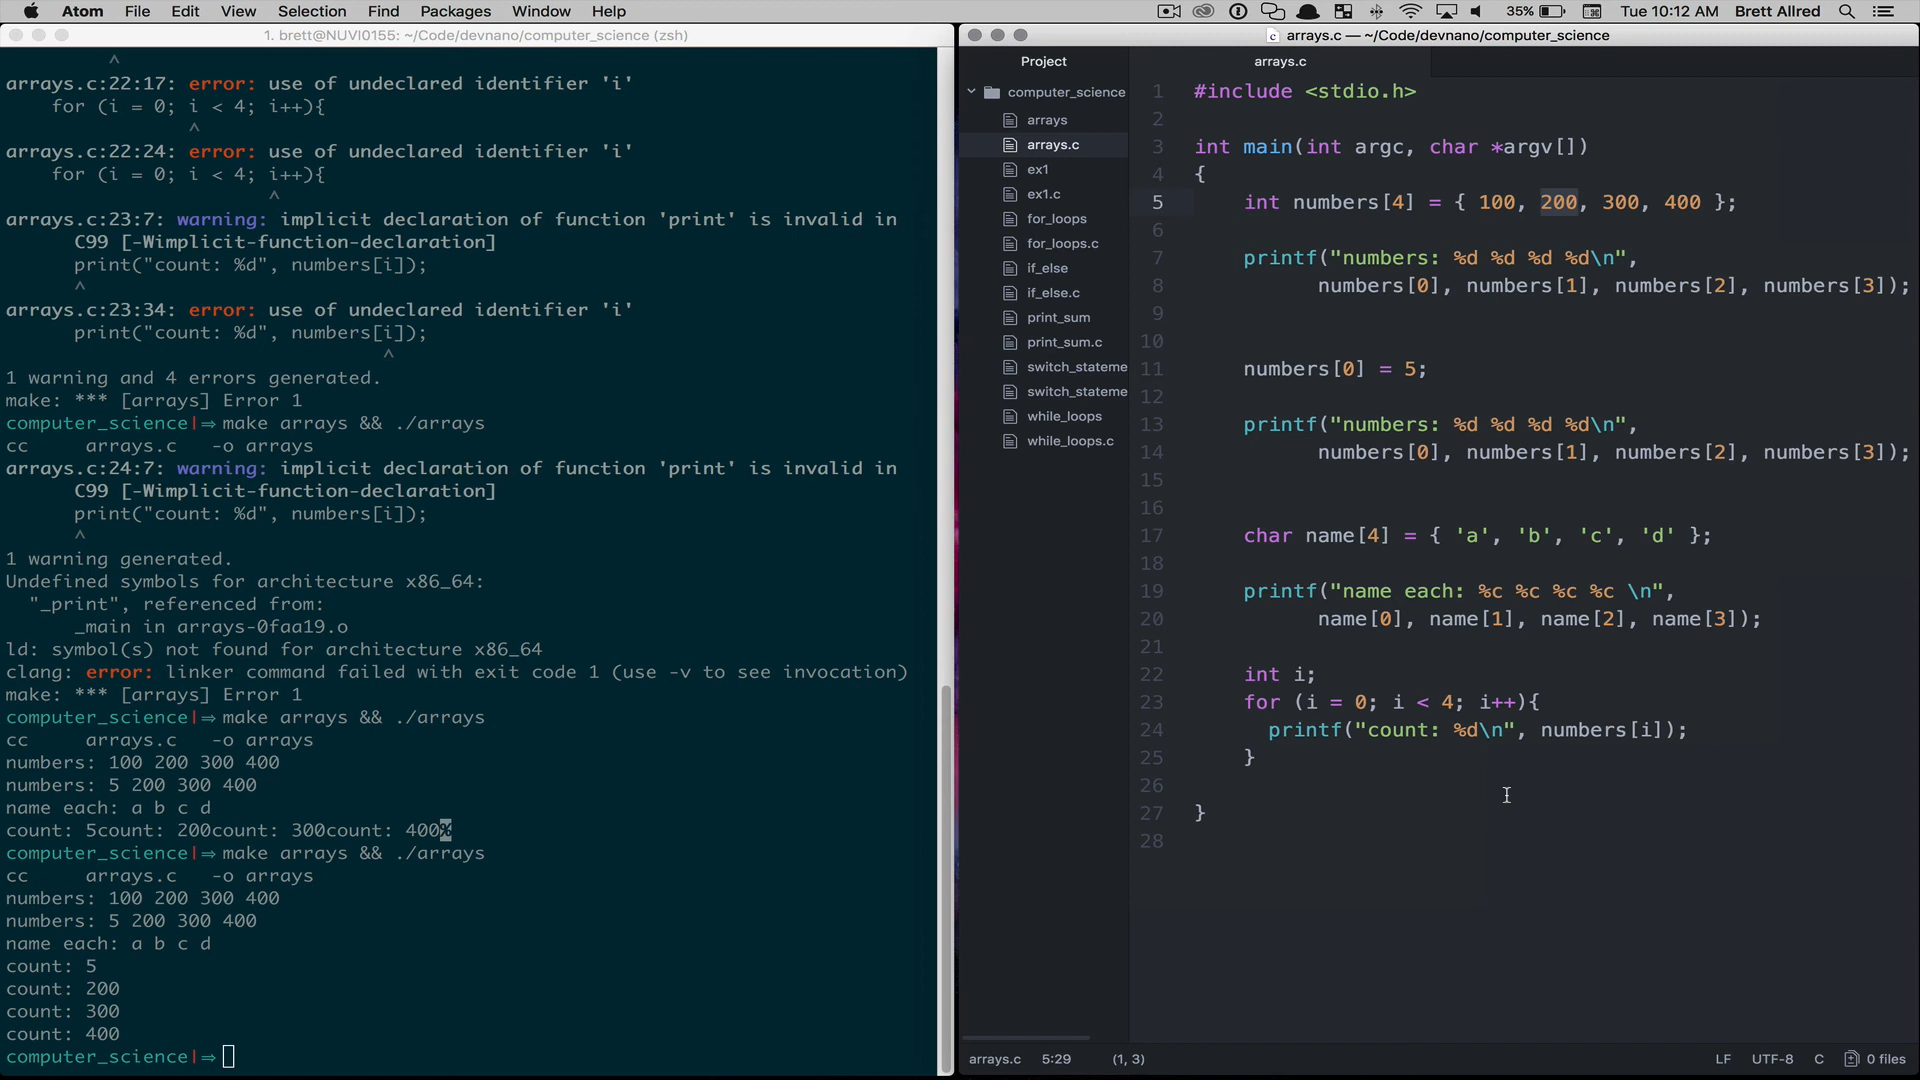 Atom File Edit View Selection Find Packages Window Help 35% Tue 10:12 AM Brett Allred
1. brett@NUVI0155: ~/Code/devnano/computer_science (zsh)
^
arrays.c:22:17: error: use of undeclared identifier 'i'
for (i = 0; i < 4; i++){
^
arrays.c:22:24: error: use of undeclared identifier 'i'
for (i = 0; i < 4; i++){
^
arrays.c:23:7: warning: implicit declaration of function 'print' is invalid in
C99 [-Wimplicit-function-declaration]
print("count: %d", numbers[i]);
^
arrays.c:23:34: error: use of undeclared identifier 'i'
print("count: %d", numbers[i]);
^
1 warning and 4 errors generated.
make: *** [arrays] Error 1
computer_science|⇒ make arrays && ./arrays
cc arrays.c -o arrays
arrays.c:24:7: warning: implicit declaration of function 'print' is invalid in
C99 [-Wimplicit-function-declaration]
print("count: %d", numbers[i]);
^
1 warning generated.
Undefined symbols for architecture x86_64:
"_print", referenced from:
_main in arrays-0faa19.o
ld: symbol(s) not found for architecture x86_64
clang: error: linker command failed with exit code 1 (use -v to see invocation)
make: *** [arrays] Error 1
computer_science|⇒ make arrays && ./arrays
cc arrays.c -o arrays
numbers: 100 200 300 400
numbers: 5 200 300 400
name each: a b c d
count: 5count: 200count: 300count: 400%
computer_science|⇒ make arrays && ./arrays
cc arrays.c -o arrays
numbers: 100 200 300 400
numbers: 5 200 300 400
name each: a b c d
count: 5
count: 200
count: 300
count: 400
computer_science|⇒
arrays.c — ~/Code/devnano/computer_science
Project
computer_science
arrays
arrays.c
ex1
ex1.c
for_loops
for_loops.c
if_else
if_else.c
print_sum
print_sum.c
switch_stateme
switch_stateme
while_loops
while_loops.c
arrays.c
1 #include <stdio.h>
2
3 int main(int argc, char *argv[])
4 {
5 int numbers[4] = { 100, 200, 300, 400 };
6
7 printf("numbers: %d %d %d %d\n",
8 numbers[0], numbers[1], numbers[2], numbers[3]);
9
10
11 numbers[0] = 5;
12
13 printf("numbers: %d %d %d %d\n",
14 numbers[0], numbers[1], numbers[2], numbers[3]);
15
16
17 char name[4] = { 'a', 'b', 'c', 'd' };
18
19 printf("name each: %c %c %c %c \n",
20 name[0], name[1], name[2], name[3]);
21
22 int i;
23 for (i = 0; i < 4; i++){
24 printf("count: %d\n", numbers[i]);
25 }
26
27 }
28
arrays.c 5:29 (1, 3) LF UTF-8 C 0 files